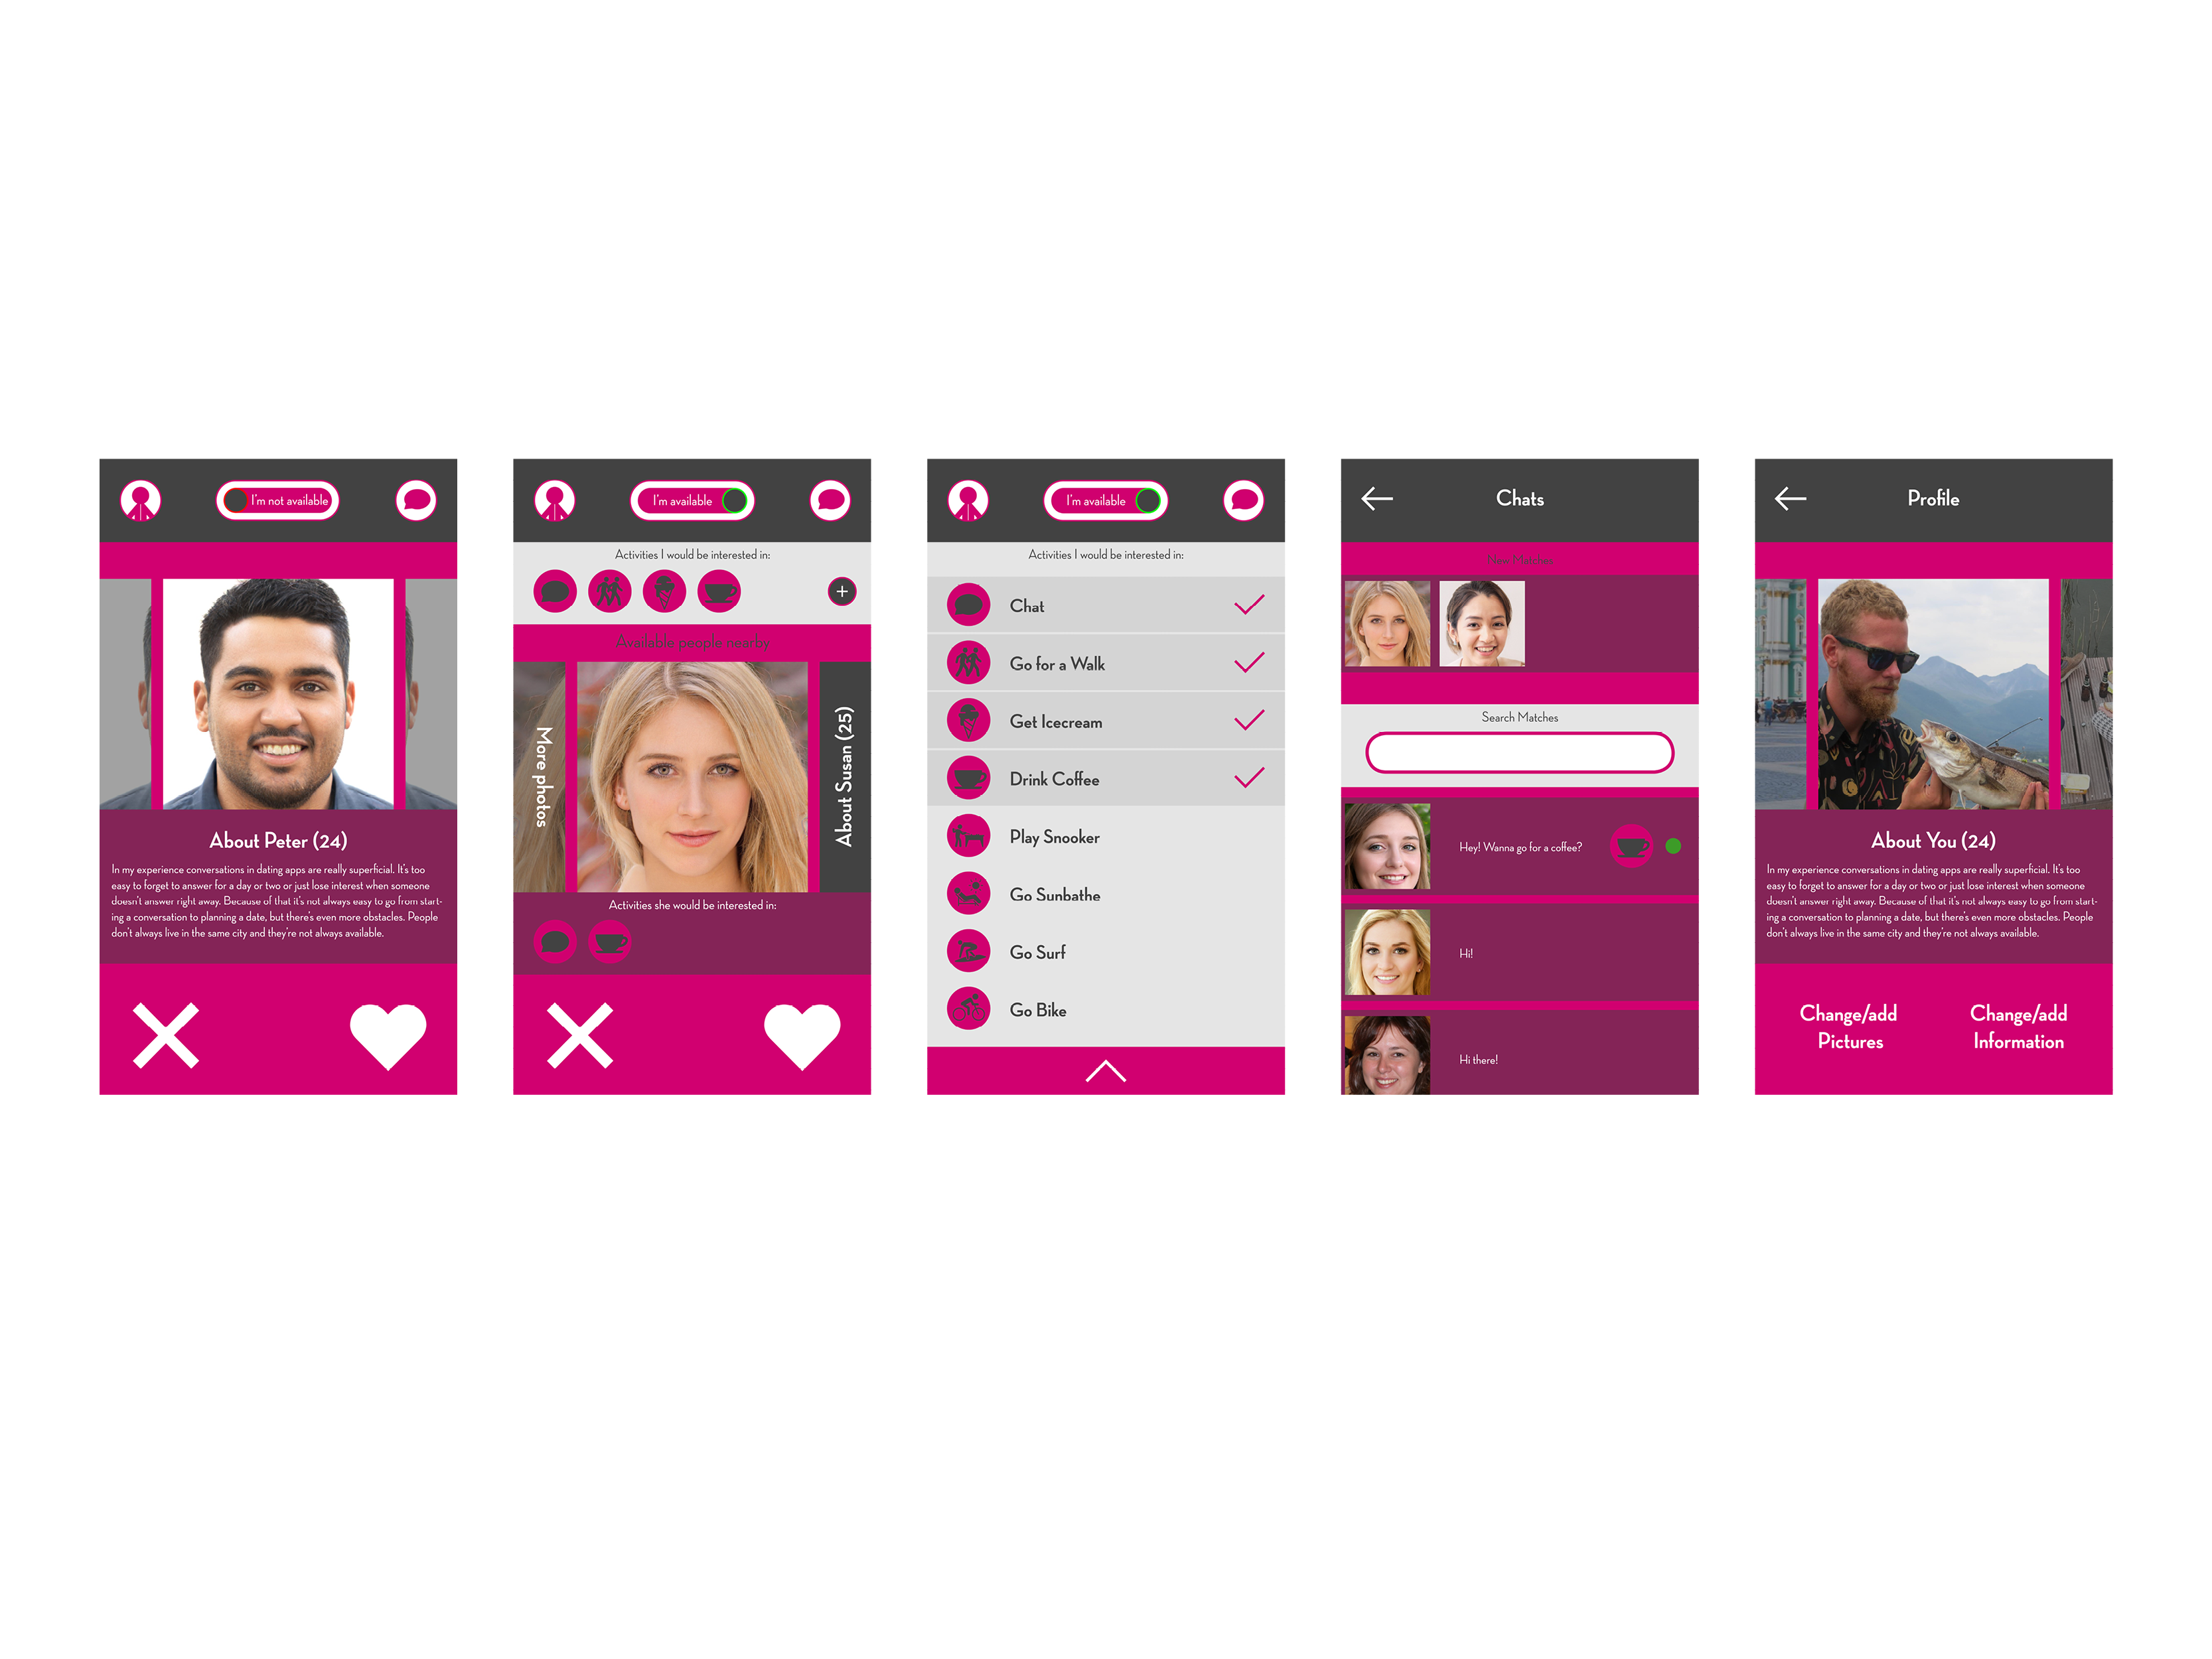 I'm not available
About Peter (24)
In my experience conversations in dating apps are really superficial. It's too
easy to forget to answer for a day or two or just lose interest when someone
doesn't answer right away. Because of that it's not always easy to go from start-
ing a conversation to planning a date, but there's even more obstacles. People
don't always live in the same city and they're not always available.
I'm available
Activities I would be interested in:
Available people nearby
More photos
About Susan (25)
Activities she would be interested in:
I'm available
Activities I would be interested in:
Chat
Go for a Walk
Get Icecream
Drink Coffee
Play Snooker
Go Sunbathe
Go Surf
Go Bike
Chats
New Matches
Search Matches
Hey! Wanna go for a coffee?
Hi!
Hi there!
Profile
About You (24)
In my experience conversations in dating apps are really superficial. It's too
easy to forget to answer for a day or two or just lose interest when someone
doesn't answer right away. Because of that it's not always easy to go from start-
ing a conversation to planning a date, but there's even more obstacles. People
don't always live in the same city and they're not always available.
Change/add
Pictures
Change/add
Information